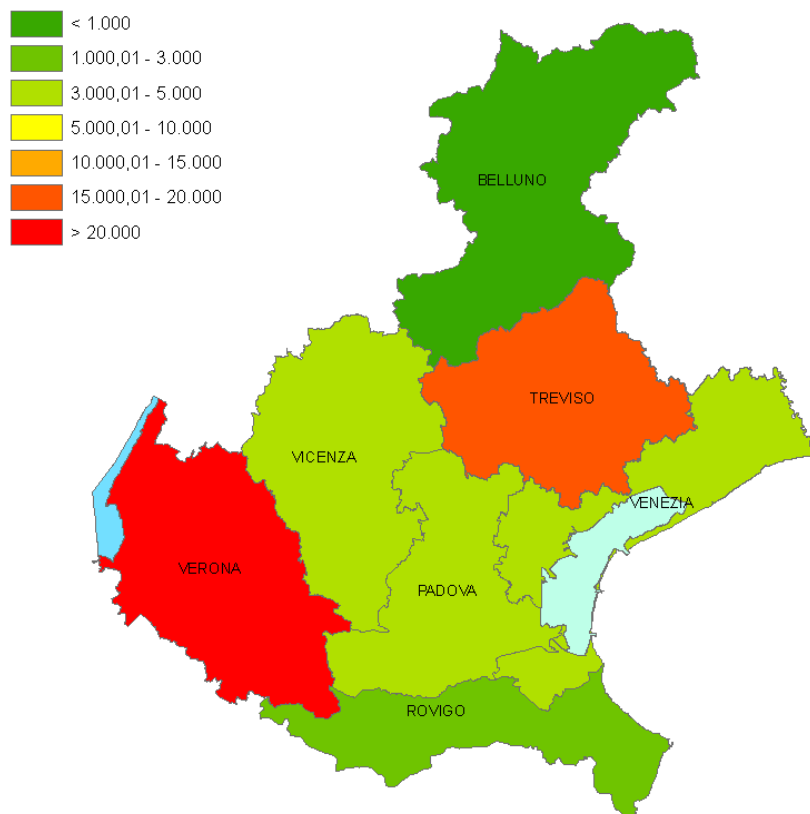 < 1.000
1.000,01 - 3.000
3.000,01 - 5.000
5.000,01 - 10.000
10.000,01 - 15.000
15.000,01 - 20.000
> 20.000
BELLUNO
TREVISO
VICENZA
VENEZIA
VERONA
PADOVA
ROVIGO